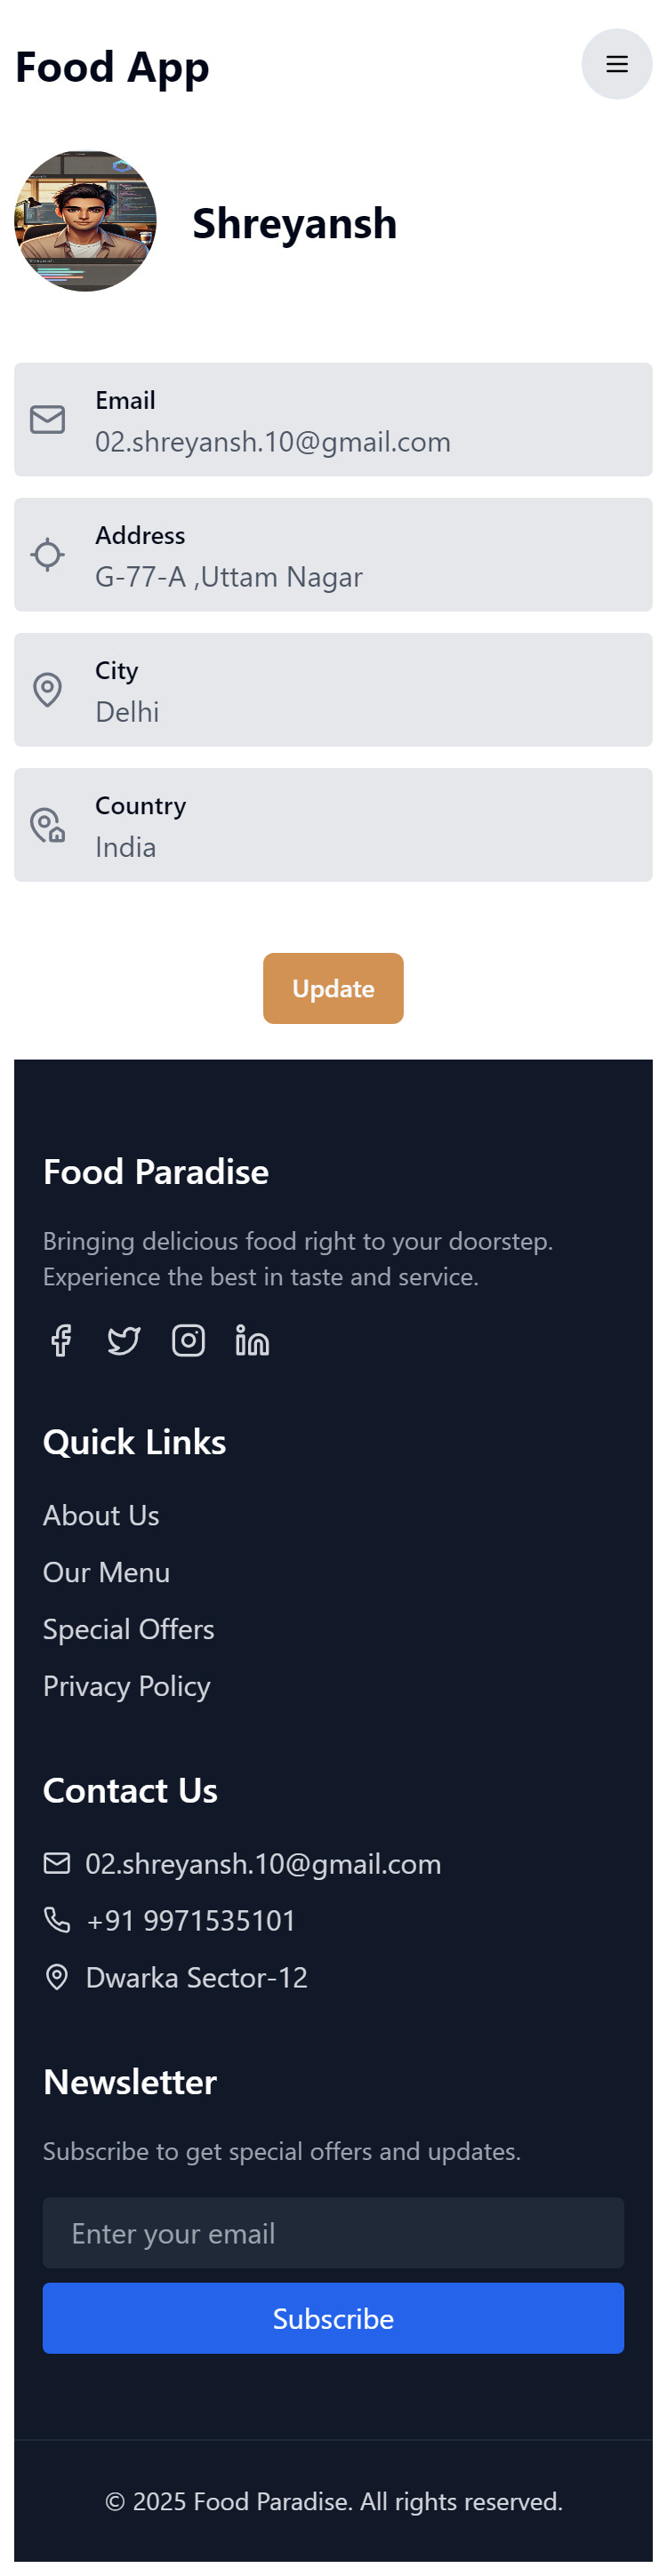 Food App
Shreyansh
Email
02.shreyansh.10@gmail.com
Address
G-77-A ,Uttam Nagar
City
Delhi
Country
India
Update
Food Paradise
Bringing delicious food right to your doorstep.
Experience the best in taste and service.
Quick Links
About Us
Our Menu
Special Offers
Privacy Policy
Contact Us
02.shreyansh.10@gmail.com
+91 9971535101
Dwarka Sector-12
Newsletter
Subscribe to get special offers and updates.
Enter your email
Subscribe
© 2025 Food Paradise. All rights reserved.